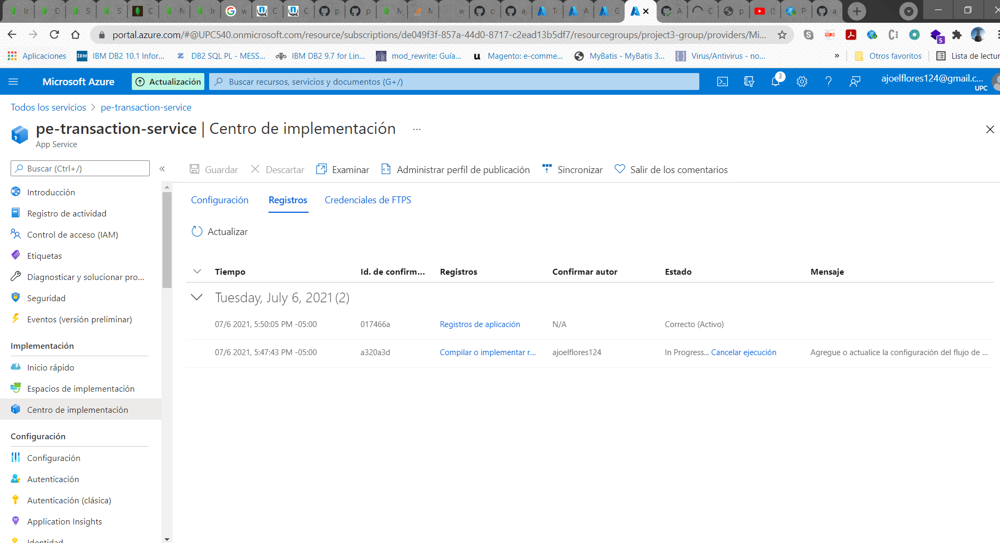 portal.azure.com/#@UPC540.onmicrosoft.com/resource/subscriptions/de049f3f-857a-44d0-8717-c2ead13b5df7/resourcegroups/project3-group/providers/Mi...
5
Aplicaciones
IBM
IBM DB2 10.1 Infor...
DB2 SQL PL - MESS...
IBM DB2 9.7 for Lin...
mod_rewrite: Guía...
Magento: e-comme...
MyBatis - MyBatis 3...
Virus/Antivirus - no...
»
Otros favoritos
Lista de lectur
Microsoft Azure
Actualización
Buscar recursos, servicios y documentos (G+/)
3
ajoelflores124@gmail.c...
UPC
Todos los servicios > pe-transaction-service
pe-transaction-service | Centro de implementación ...
App Service
Buscar (Ctrl+/)
«
Guardar
Descartar
Examinar
Administrar perfil de publicación
Sincronizar
Salir de los comentarios
Introducción
Registro de actividad
Control de acceso (IAM)
Etiquetas
Diagnosticar y solucionar pro...
Seguridad
Eventos (versión preliminar)
Implementación
Inicio rápido
Espacios de implementación
Centro de implementación
Configuración
Configuración
Autenticación
Autenticación (clásica)
Application Insights
Identidad
Configuración
Registros
Credenciales de FTPS
Actualizar
Tiempo
Id. de confirm...
Registros
Confirmar autor
Estado
Mensaje
Tuesday, July 6, 2021 (2)
07/6 2021, 5:50:05 PM -05:00
017466a
Registros de aplicación
N/A
Correcto (Activo)
07/6 2021, 5:47:43 PM -05:00
a320a3d
Compilar o implementar r...
ajoelflores124
In Progress... Cancelar ejecución
Agregue o actualice la configuración del flujo de ...